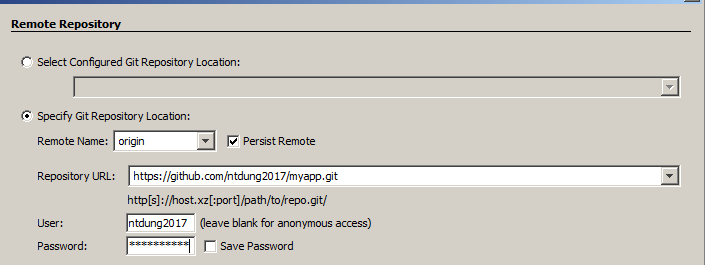 Remote Repository
Select Configured Git Repository Location:
Specify Git Repository Location:
Remote Name: origin Persist Remote
Repository URL: https://github.com/ntdung2017/myapp.git
http[s]://host.xz[:port]/path/to/repo.git/
User: ntdung2017 (leave blank for anonymous access)
Password: ********** Save Password